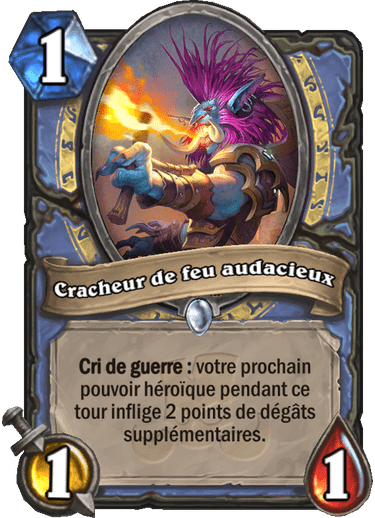 1
Cracheur de feu audacieux
Cri de guerre : votre prochain
pouvoir héroïque pendant ce
tour inflige 2 points de dégâts
supplémentaires.
1
1